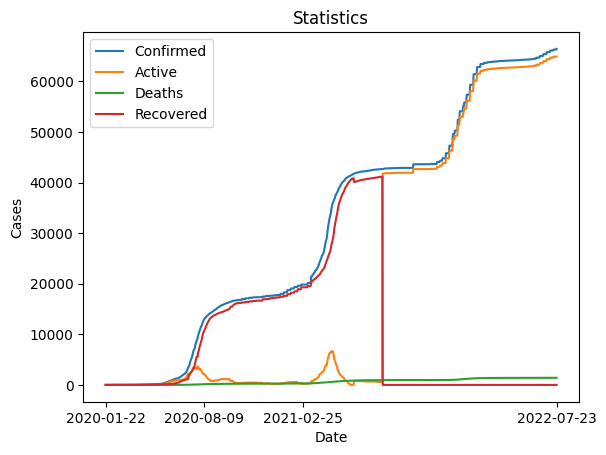 Statistics
Confirmed
Active
Deaths
Recovered
Cases
60000
50000
40000
30000
20000
10000
0
2020-01-22 2020-08-09 2021-02-25 2022-07-23
Date